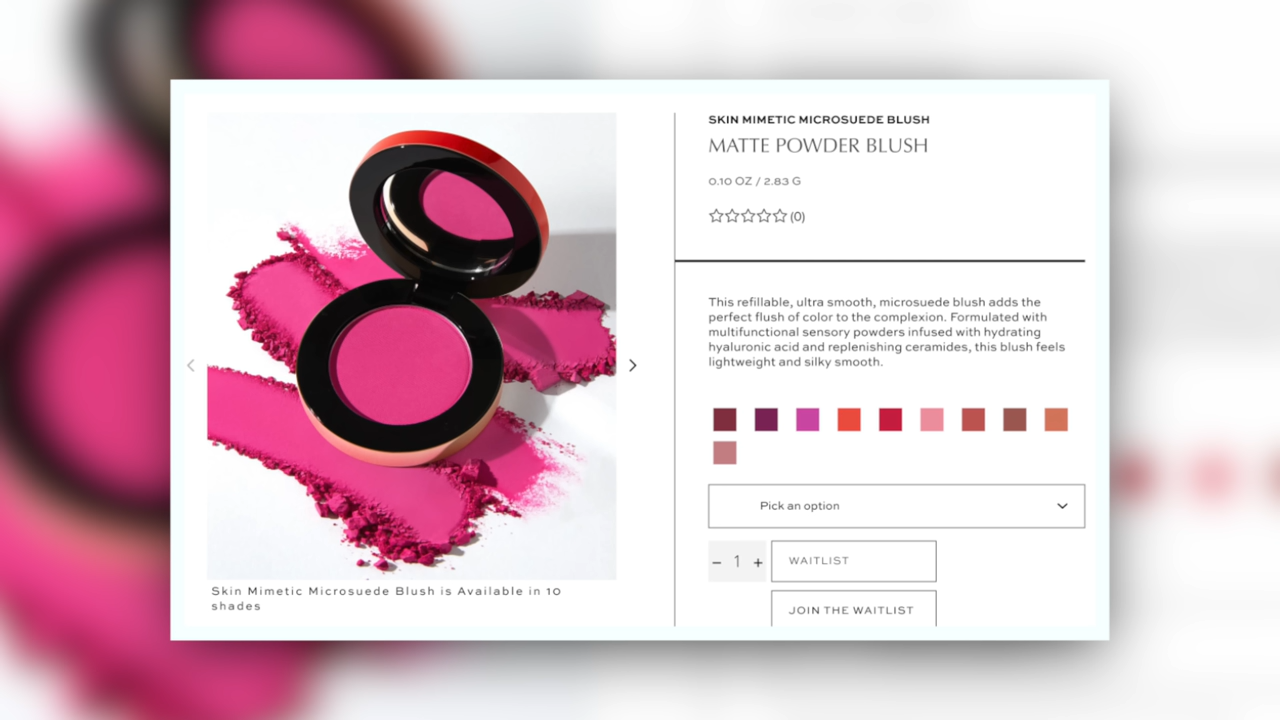 SKIN MIMETIC MICROSUEDE BLUSH
MATTE POWDER BLUSH
0.10 OZ / 2.83 G
(0)
This refillable, ultra smooth, microsuede blush adds the
perfect flush of color to the complexion. Formulated with
multifunctional sensory powders infused with hydrating
hyaluronic acid and replenishing ceramides, this blush feels
lightweight and silky smooth.
Pick an option
− 1 + WAITLIST
JOIN THE WAITLIST
Skin Mimetic Microsuede Blush is Available in 10
shades